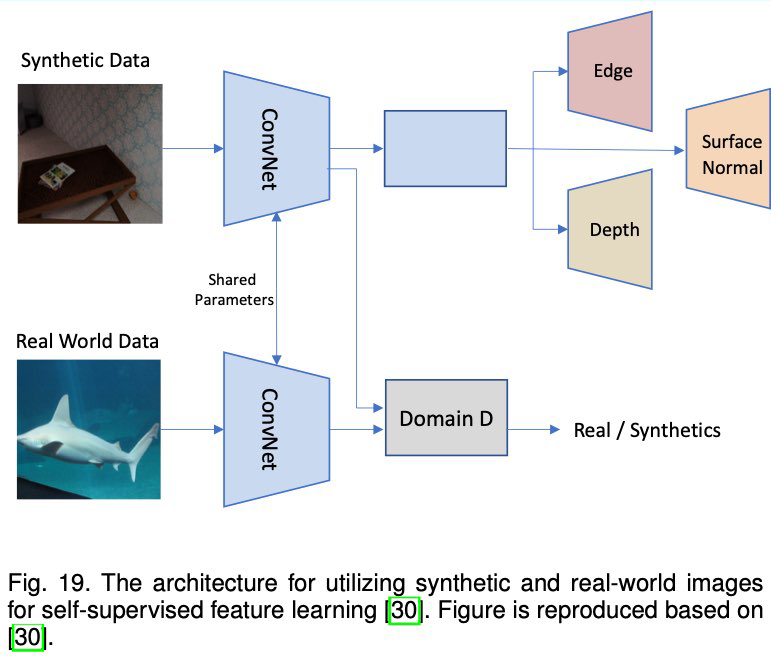 Synthetic Data
ConvNet
Edge
Surface
Normal
Depth
Shared
Parameters
Real World Data
ConvNet
Domain D
Real / Synthetics
Fig. 19. The architecture for utilizing synthetic and real-world images
for self-supervised feature learning [30]. Figure is reproduced based on
[30].